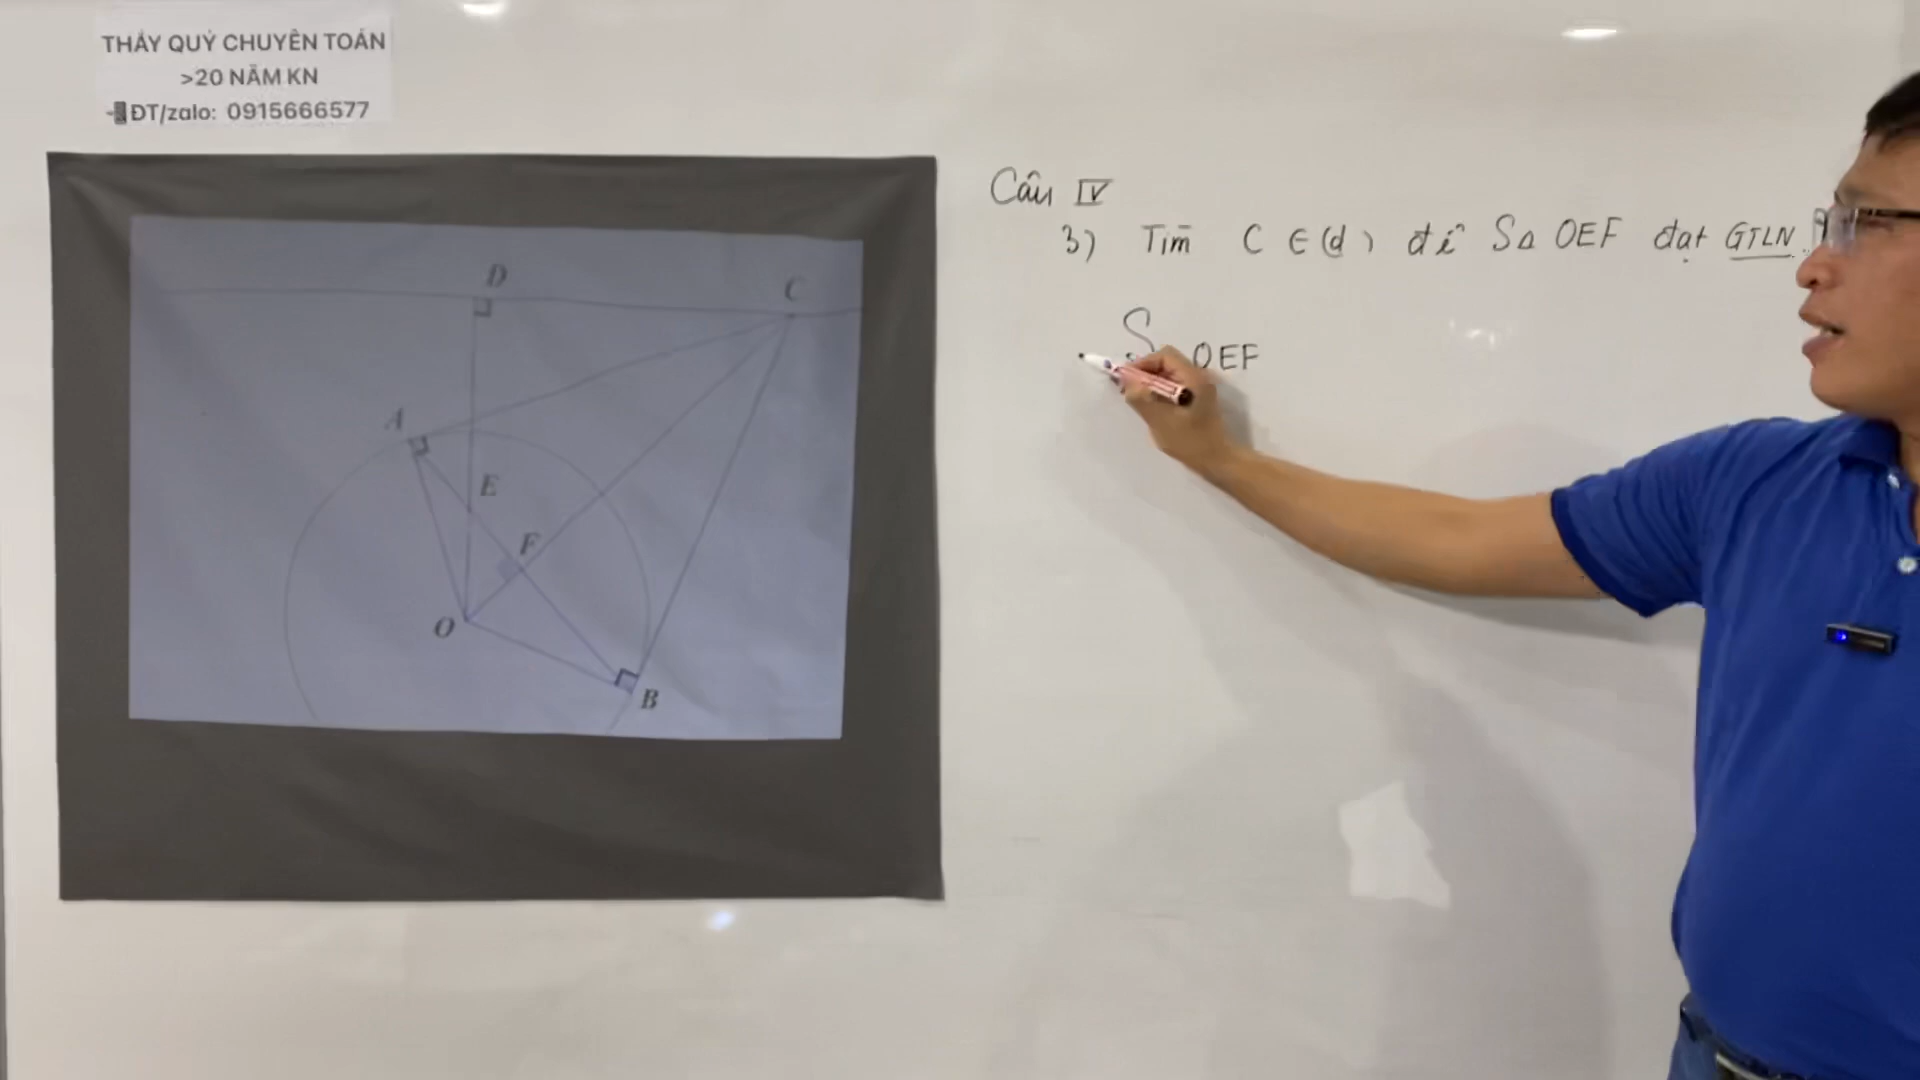 THẦY QUÝ CHUYÊN TOÁN
>20 NĂM KN
ĐT/zalo: 0915666577
D
C
A
E
F
O
B
Câu IV
3) Tìm C ∈ (d) để S△ OEF đạt GTLN
S OEF